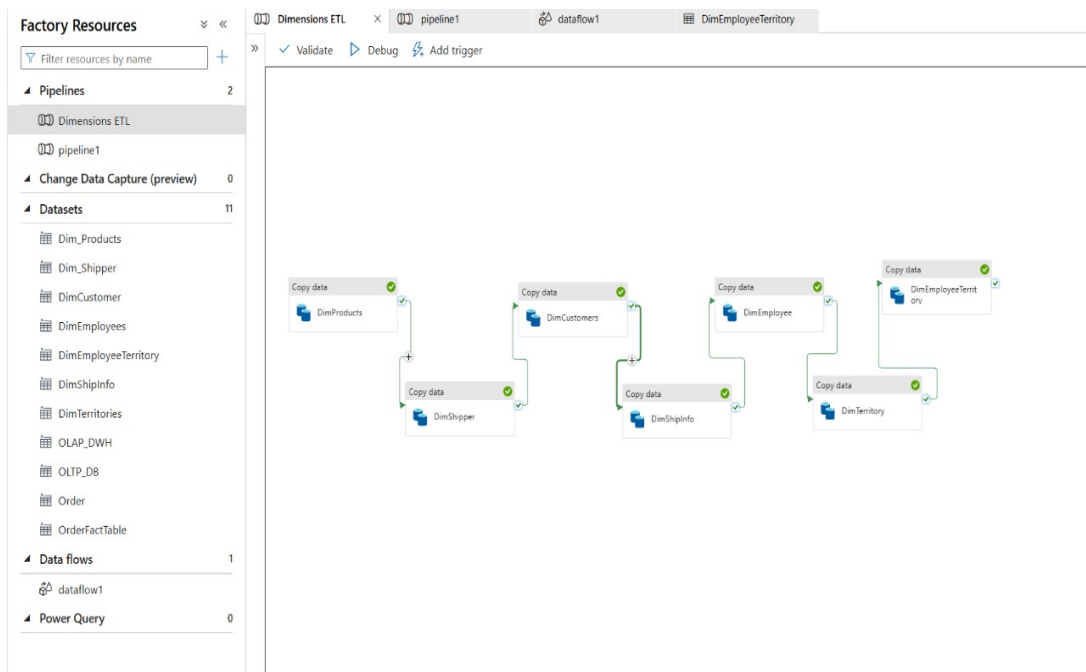 Factory Resources
Filter resources by name
Pipelines 2
Dimensions ETL
pipeline1
Change Data Capture (preview) 0
Datasets 11
Dim_Products
Dim_Shipper
DimCustomer
DimEmployees
DimEmployeeTerritory
DimShipInfo
DimTerritories
OLAP_DWH
OLTP_DB
Order
OrderFactTable
Data flows 1
dataflow1
Power Query 0
Dimensions ETL pipeline1 dataflow1 DimEmployeeTerritory
Validate Debug Add trigger
Copy data
DimProducts
Copy data
DimShipper
Copy data
DimCustomers
Copy data
DimShipInfo
Copy data
DimEmployee
Copy data
DimTerritory
Copy data
DimEmployeeTerrit
ory